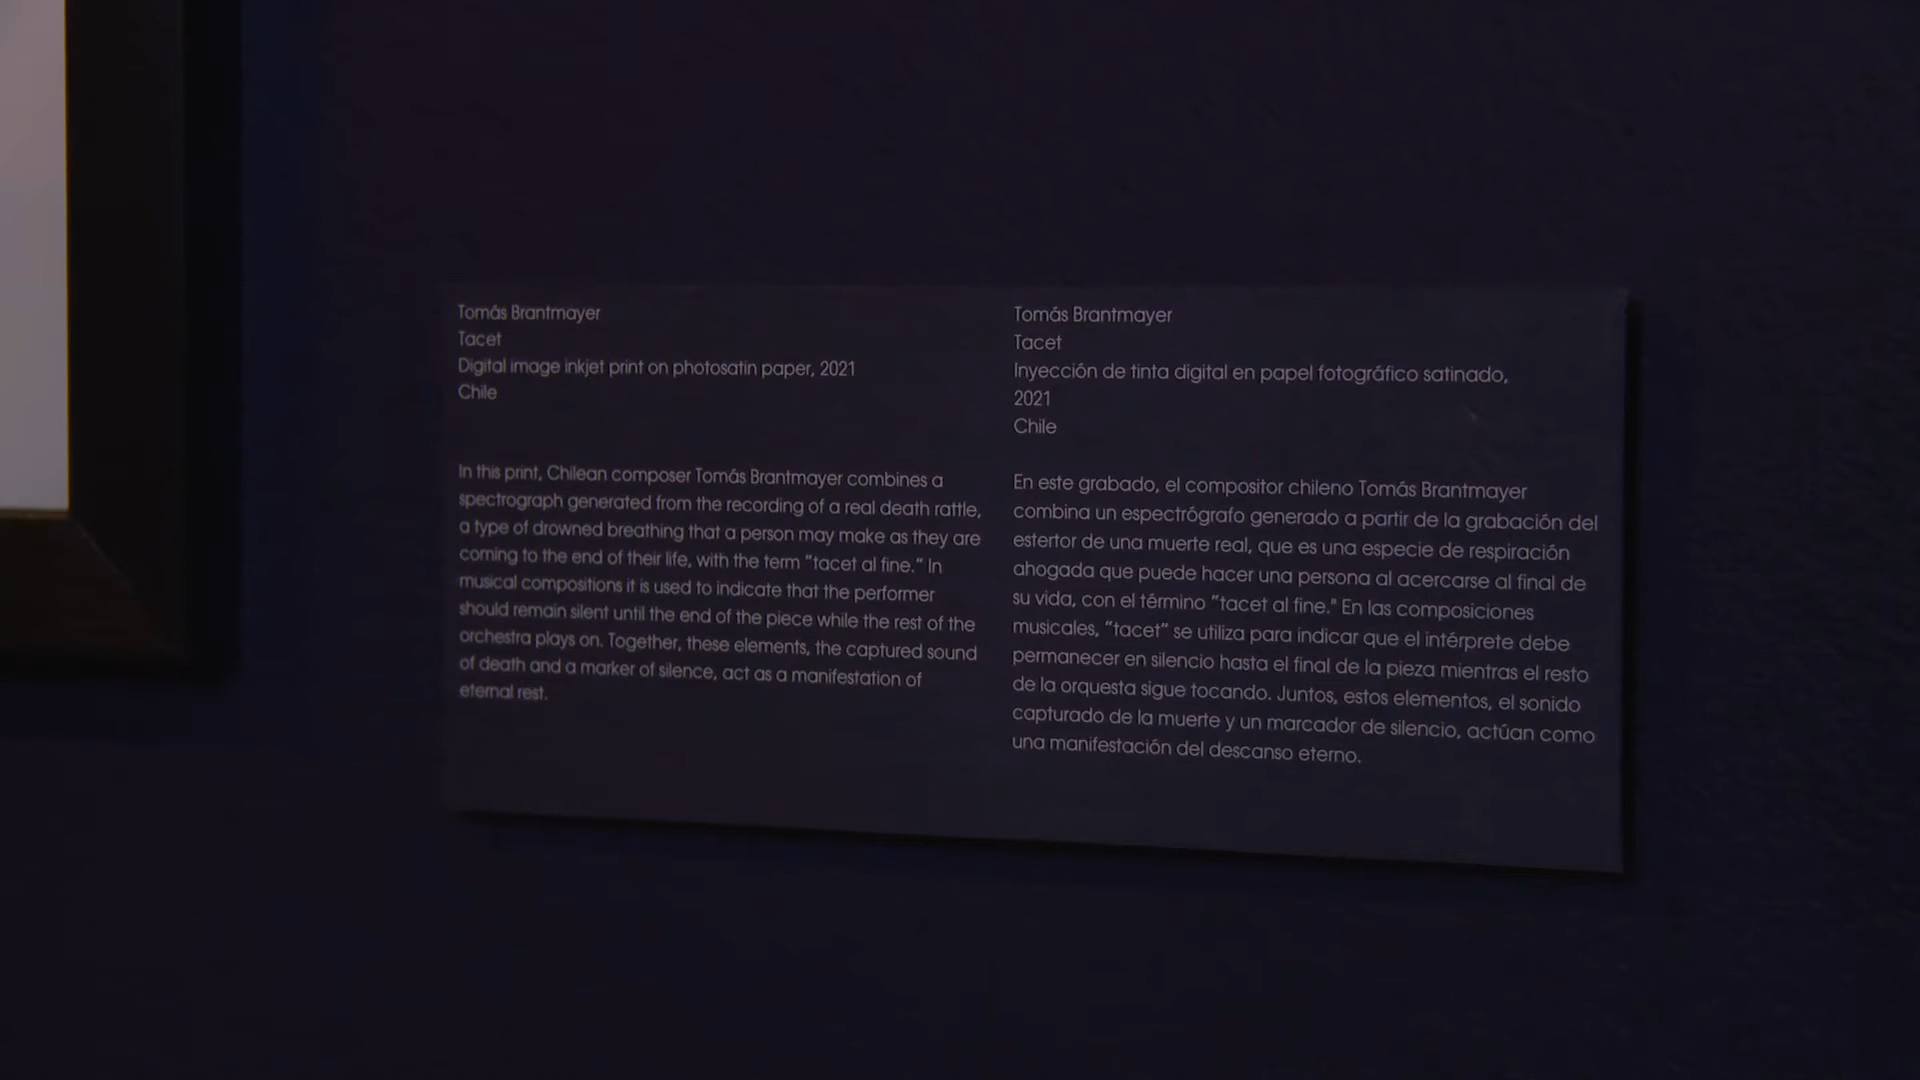 Tomás Brantmayer
Tacet
Digital image inkjet print on photosatin paper, 2021
Chile
In this print, Chilean composer Tomás Brantmayer combines a
spectrograph generated from the recording of a real death rattle,
a type of drowned breathing that a person may make as they are
coming to the end of their life, with the term “tacet al fine.” In
musical compositions it is used to indicate that the performer
should remain silent until the end of the piece while the rest of the
orchestra plays on. Together, these elements, the captured sound
of death and a marker of silence, act as a manifestation of
eternal rest.
Tomás Brantmayer
Tacet
Inyección de tinta digital en papel fotográfico satinado,
2021
Chile
En este grabado, el compositor chileno Tomás Brantmayer
combina un espectrógrafo generado a partir de la grabación del
estertor de una muerte real, que es una especie de respiración
ahogada que puede hacer una persona al acercarse al final de
su vida, con el término “tacet al fine." En las composiciones
musicales, “tacet” se utiliza para indicar que el intérprete debe
permanecer en silencio hasta el final de la pieza mientras el resto
de la orquesta sigue tocando. Juntos, estos elementos, el sonido
capturado de la muerte y un marcador de silencio, actúan como
una manifestación del descanso eterno.